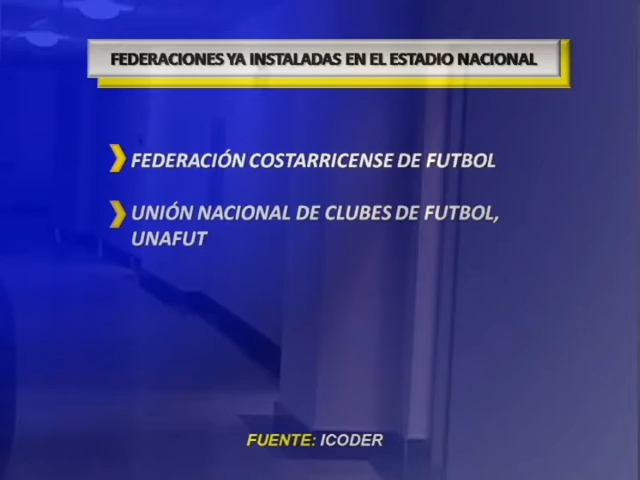 FEDERACIONES YA INSTALADAS EN EL ESTADIO NACIONAL
FEDERACIÓN COSTARRICENSE DE FUTBOL
UNIÓN NACIONAL DE CLUBES DE FUTBOL,
UNAFUT
FUENTE: ICODER